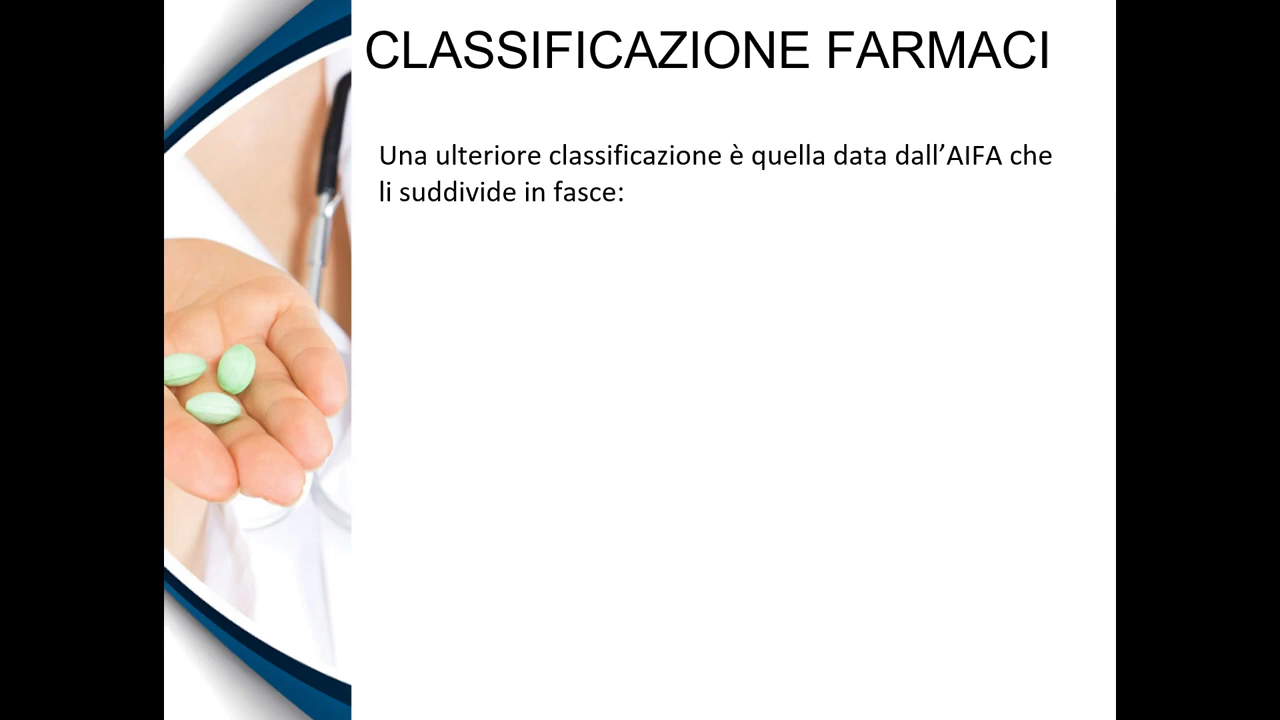 CLASSIFICAZIONE FARMACI
Una ulteriore classificazione è quella data dall’AIFA che
li suddivide in fasce: